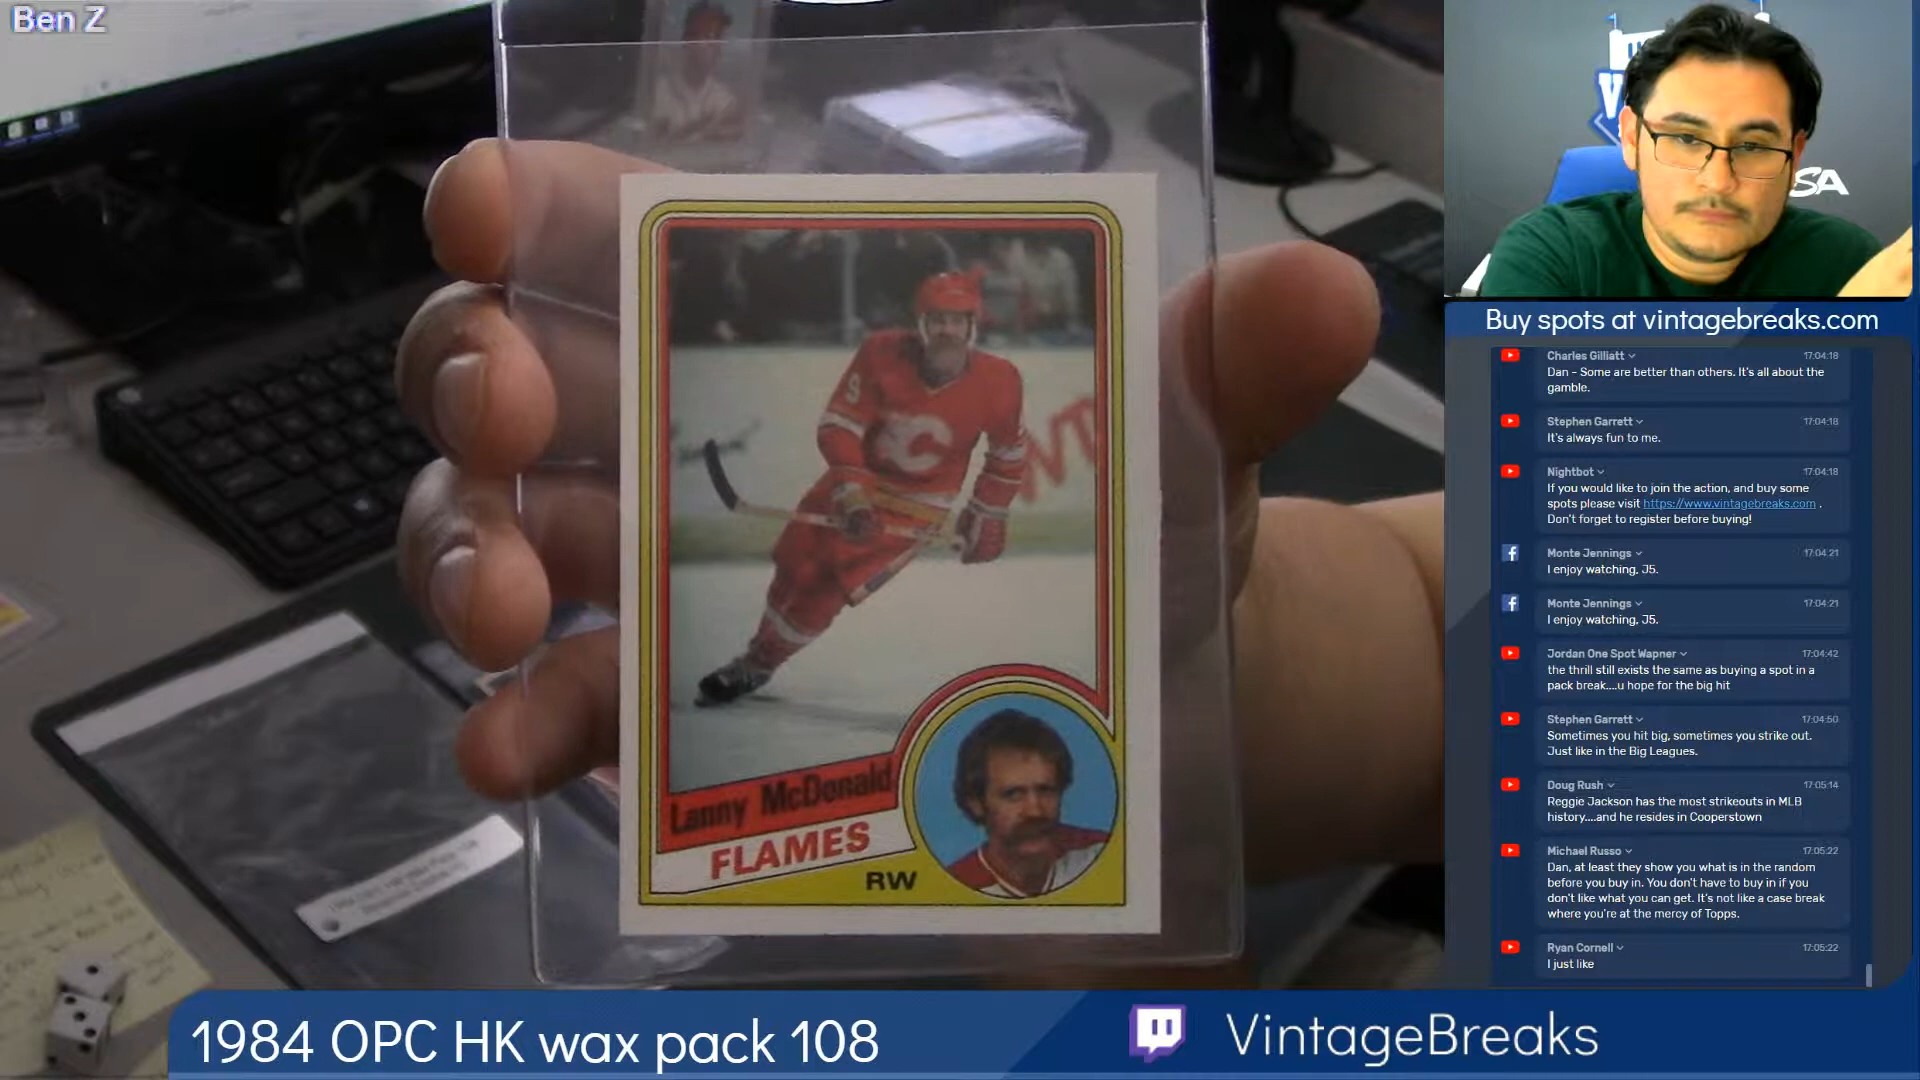 Ben Z
9
C
Lanny McDonald
FLAMES
RW
SA
Buy spots at vintagebreaks.com
Charles Gilliatt 17:04:18
Dan - Some are better than others. It's all about the
gamble.
Stephen Garrett 17:04:18
It's always fun to me.
Nightbot 17:04:18
If you would like to join the action, and buy some
spots please visit https://www.vintagebreaks.com .
Don't forget to register before buying!
Monte Jennings 17:04:21
I enjoy watching, J5.
Monte Jennings 17:04:21
I enjoy watching, J5.
Jordan One Spot Wapner 17:04:42
the thrill still exists the same as buying a spot in a
pack break....u hope for the big hit
Stephen Garrett 17:04:50
Sometimes you hit big, sometimes you strike out.
Just like in the Big Leagues.
Doug Rush 17:05:14
Reggie Jackson has the most strikeouts in MLB
history....and he resides in Cooperstown
Michael Russo 17:05:22
Dan, at least they show you what is in the random
before you buy in. You don't have to buy in if you
don't like what you can get. It's not like a case break
where you're at the mercy of Topps.
Ryan Cornell 17:05:22
I just like
1984 OPC HK wax pack 108
VintageBreaks